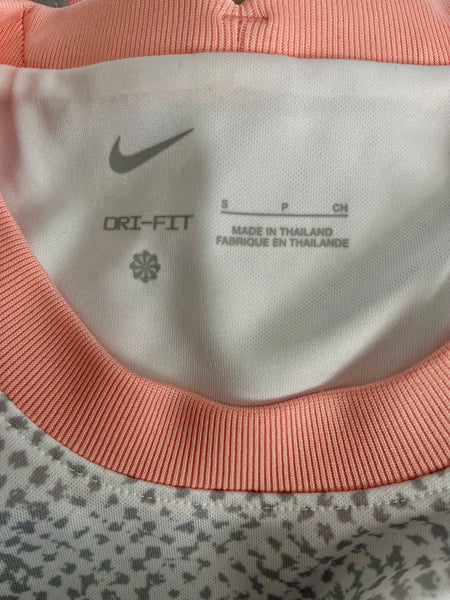 DRI-FIT
S P CH
MADE IN THAILAND
FABRIQUE EN THAILANDE